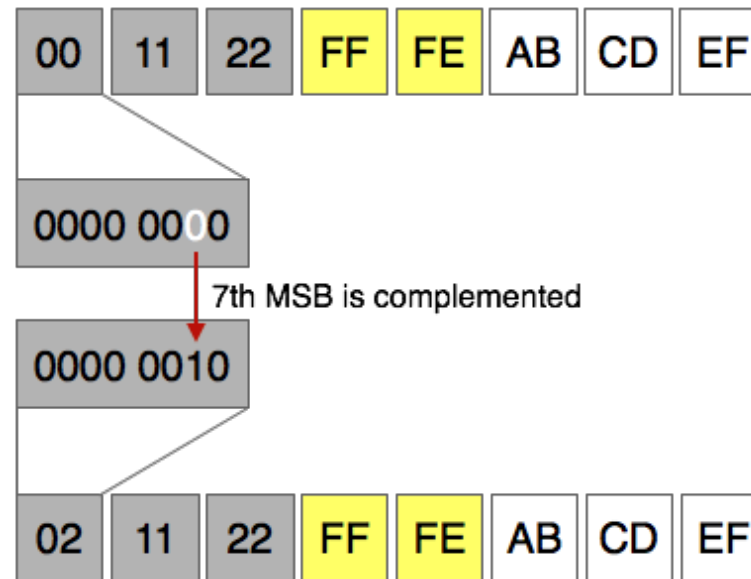 00 11 22 FF FE AB CD EF
0000 0000
7th MSB is complemented
0000 0010
02 11 22 FF FE AB CD EF